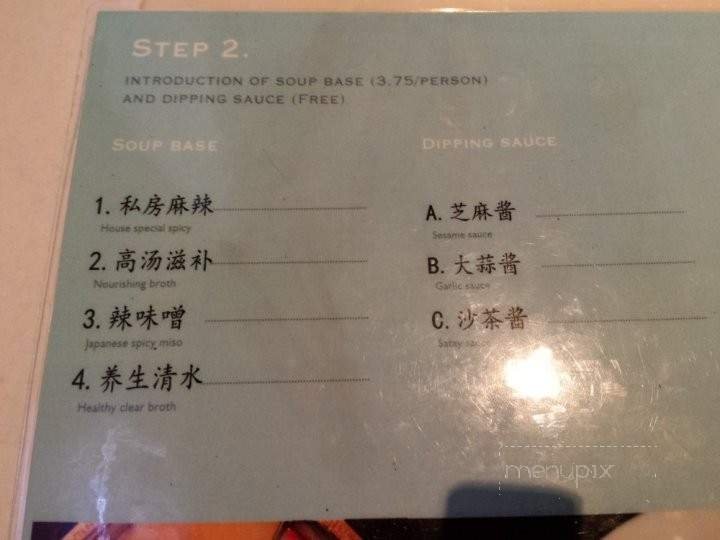 STEP 2.
INTRODUCTION OF SOUP BASE (3.75/PERSON)
AND DIPPING SAUCE (FREE)
SOUP BASE
1. 私房麻辣
House special spicy
2. 高汤滋补
Nourishing broth
3. 辣味噌
Japanese spicy miso
4. 养生清水
Healthy clear broth
DIPPING SAUCE
A. 芝麻酱
Sesame sauce
B. 大蒜酱
Garlic sauce
C. 沙茶酱
Satay sauce
menupix